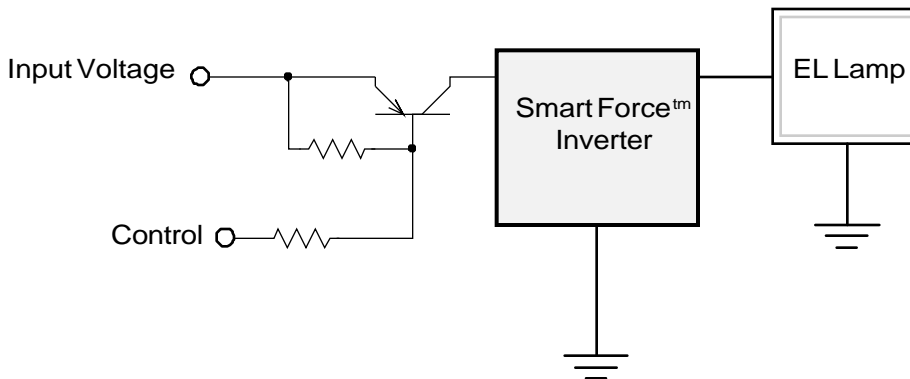 Input Voltage
Smart Force™
Inverter
EL Lamp
Control